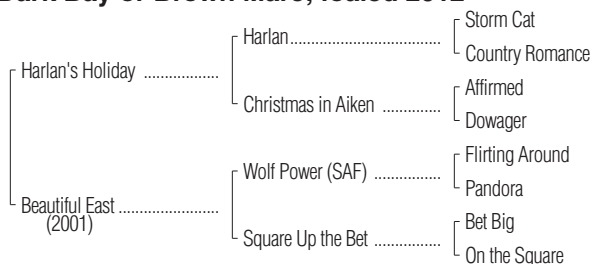 Dark Bay or Brown Mare; foaled 2012
Storm Cat
Harlan....................................
Country Romance
Harlan's Holiday ..................
Affirmed
Christmas in Aiken ..............
Dowager
Flirting Around
Wolf Power (SAF) ................
Pandora
Beautiful East ........................
(2001)
Bet Big
Square Up the Bet ................
On the Square